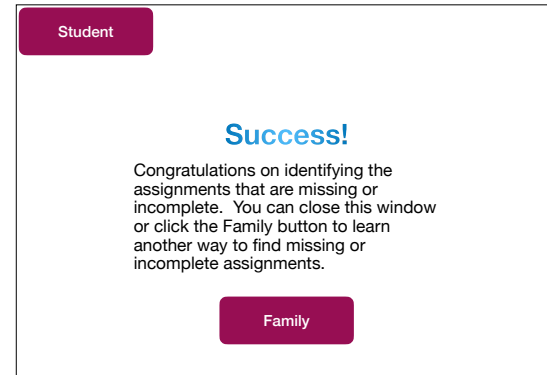 Student
Success!
Congratulations on identifying the
assignments that are missing or
incomplete.  You can close this window
or click the Family button to learn
another way to find missing or
incomplete assignments.
Family